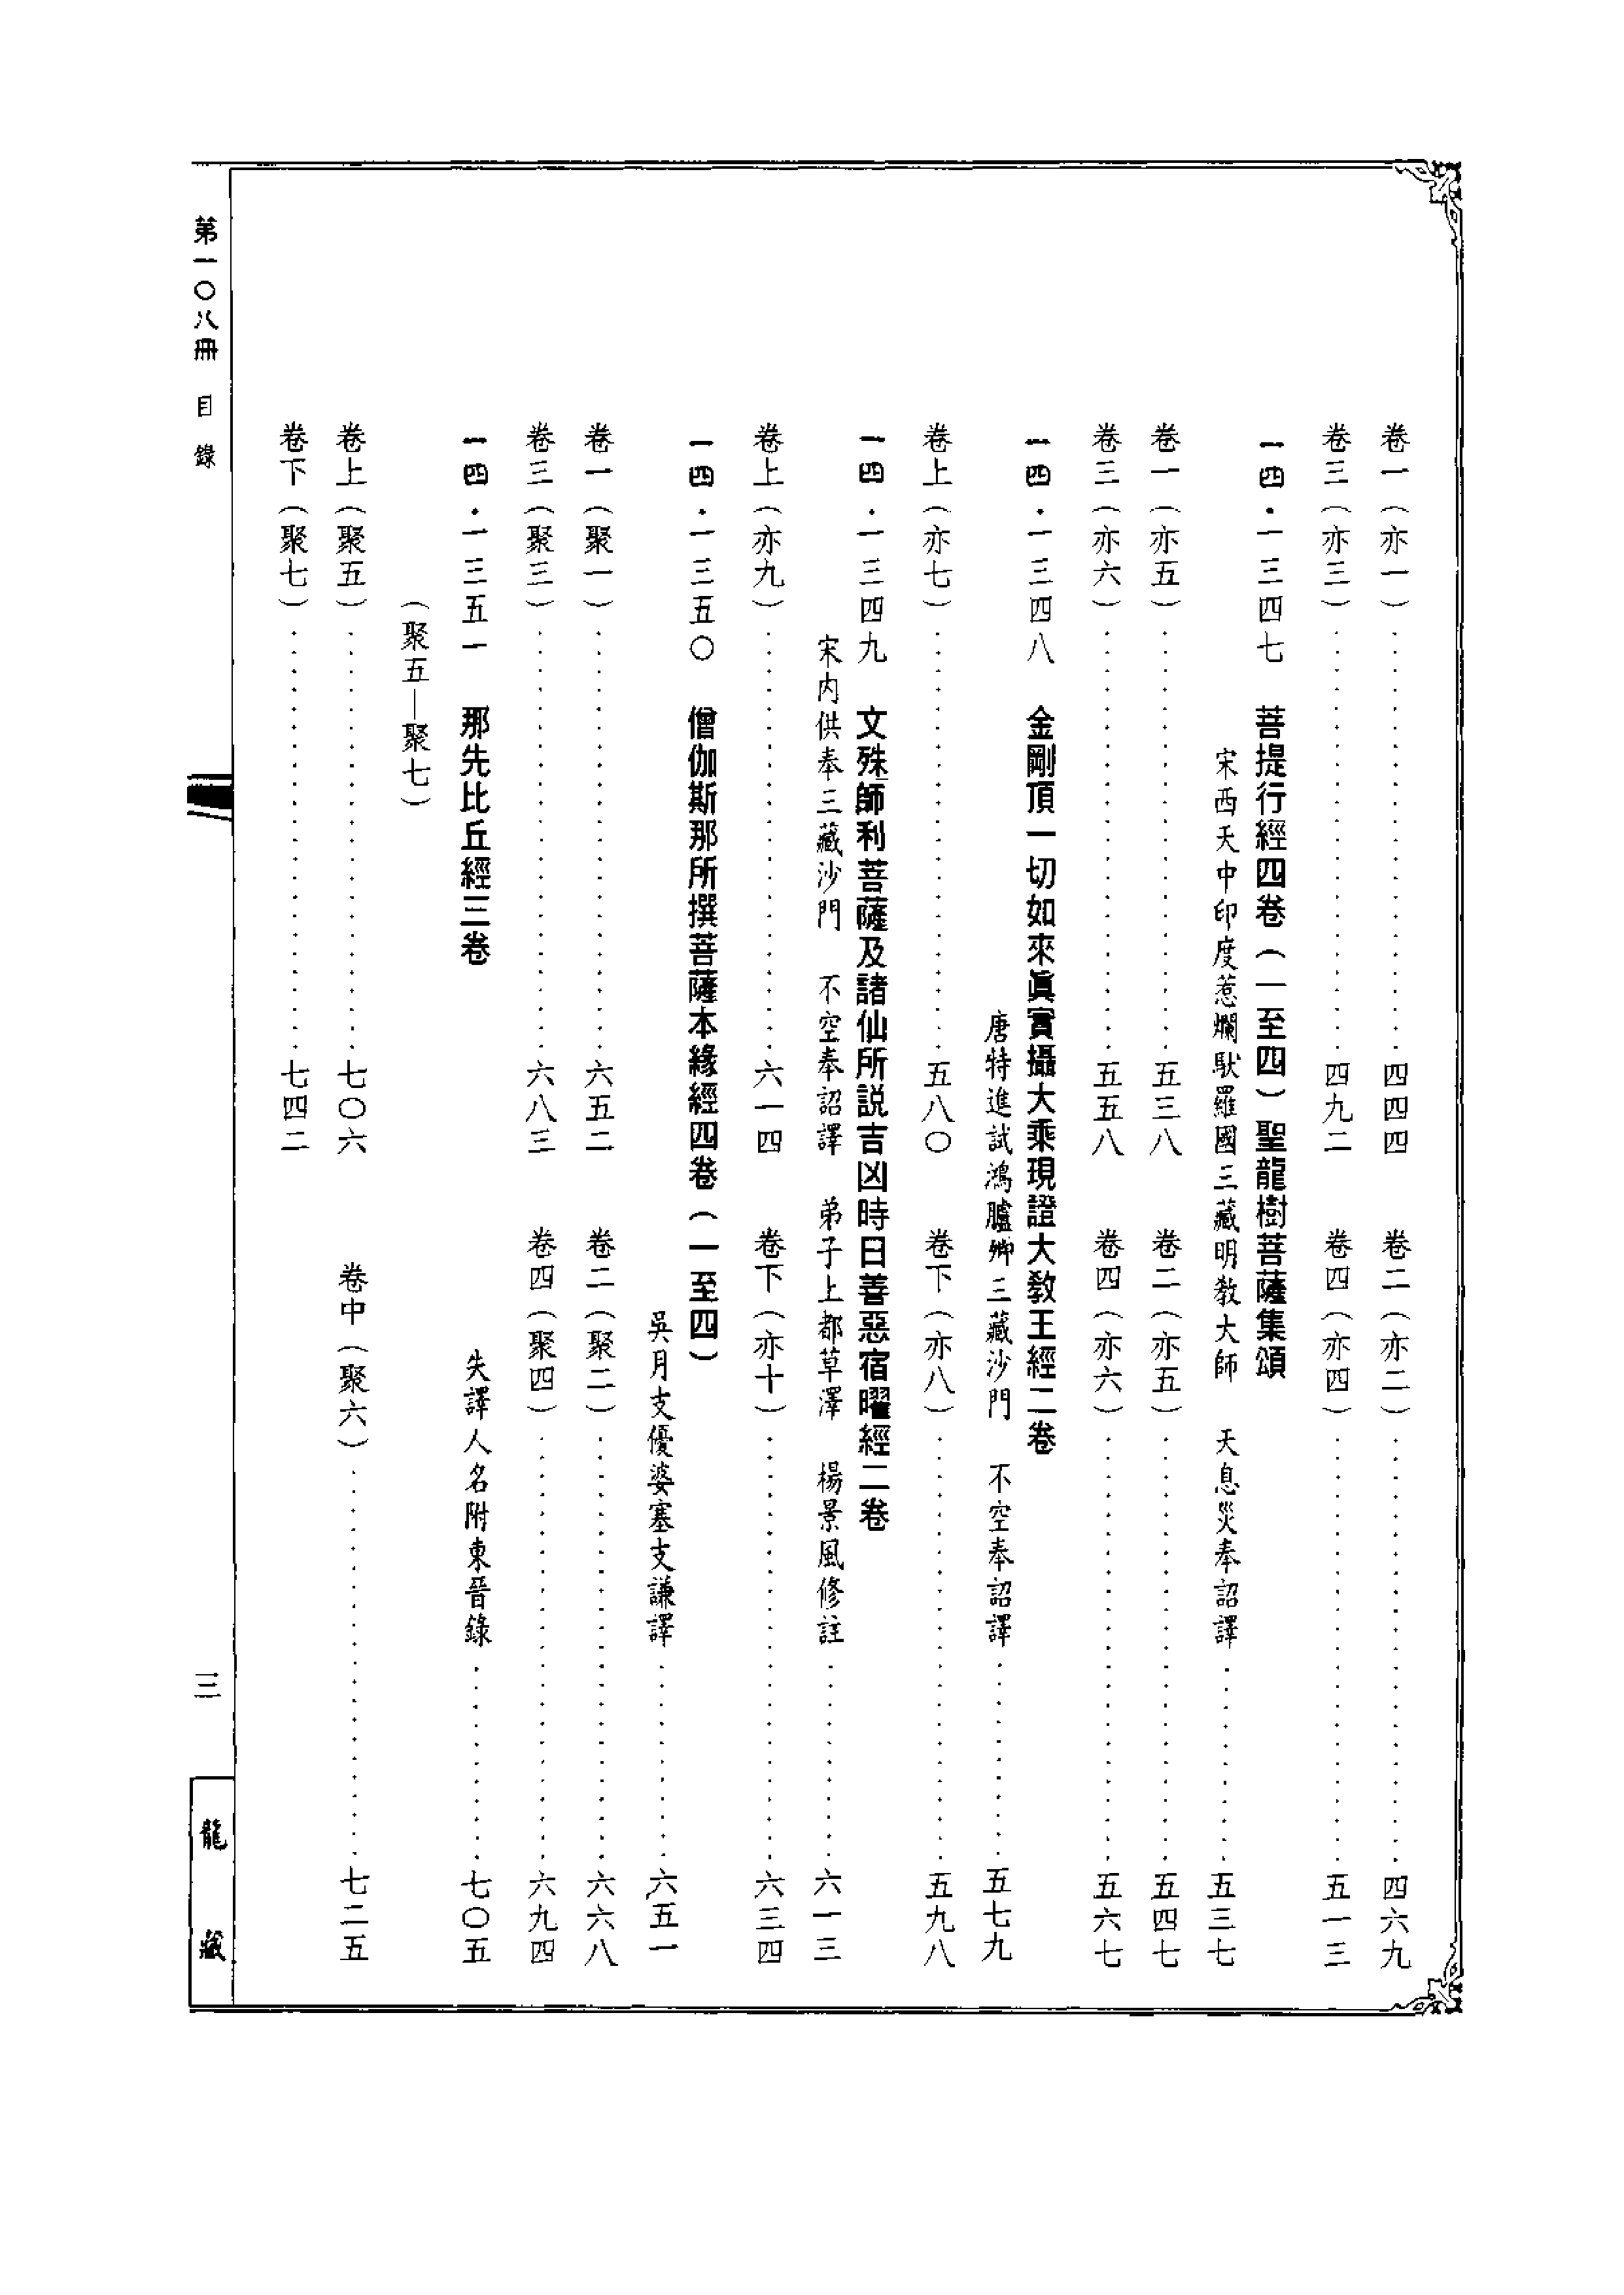 卷一（亦一）……四四四　卷二（亦二）……四六九
卷三（亦三）……四九二　卷四（亦四）……五一三
一四·一三四七　菩提行經四卷（一至四）聖龍樹菩薩集頌
宋西天中印度惹爛馱羅國三藏明教大師　天息災奉詔譯……五三七
卷一（亦五）……五三八　卷二（亦五）……五四七
卷三（亦六）……五五八　卷四（亦六）……五六七
一四·一三四八　金剛頂一切如來眞實攝大乘現證大教王經二卷
唐特進試鴻臚卿三藏沙門　不空奉詔譯……五七九
卷上（亦七）……五八〇　卷下（亦八）……五九八
一四·一三四九　文殊師利菩薩及諸仙所説吉凶時日善惡宿曜經二卷
宋内供奉三藏沙門　不空奉詔譯　弟子上都草澤　楊景風修註……六一三
卷上（亦九）……六一四　卷下（亦十）……六三四
一四·一三五〇　僧伽斯那所撰菩薩本緣經四卷（一至四）
吳月支優婆塞支謙譯……六五一
卷一（聚一）……六五二　卷二（聚二）……六六八
卷三（聚三）……六八三　卷四（聚四）……六九四
一四·一三五一　那先比丘經三卷　失譯人名附東晉錄……七〇五
（聚五—聚七）
卷上（聚五）……七〇六　卷中（聚六）……七二五
卷下（聚七）……七四二
第一〇八冊　目錄
三
龍藏